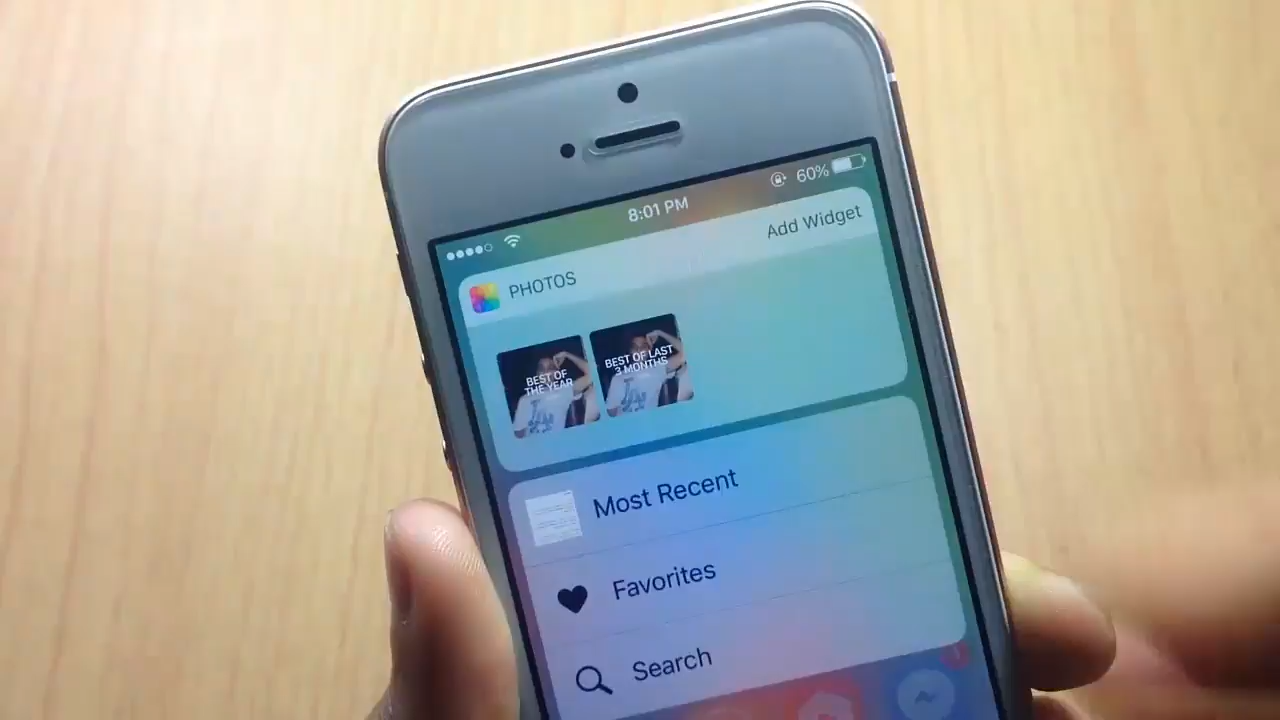 8:01 PM
60%
PHOTOS
Add Widget
BEST OF
THE YEAR
BEST OF LAST
3 MONTHS
Most Recent
Favorites
Search